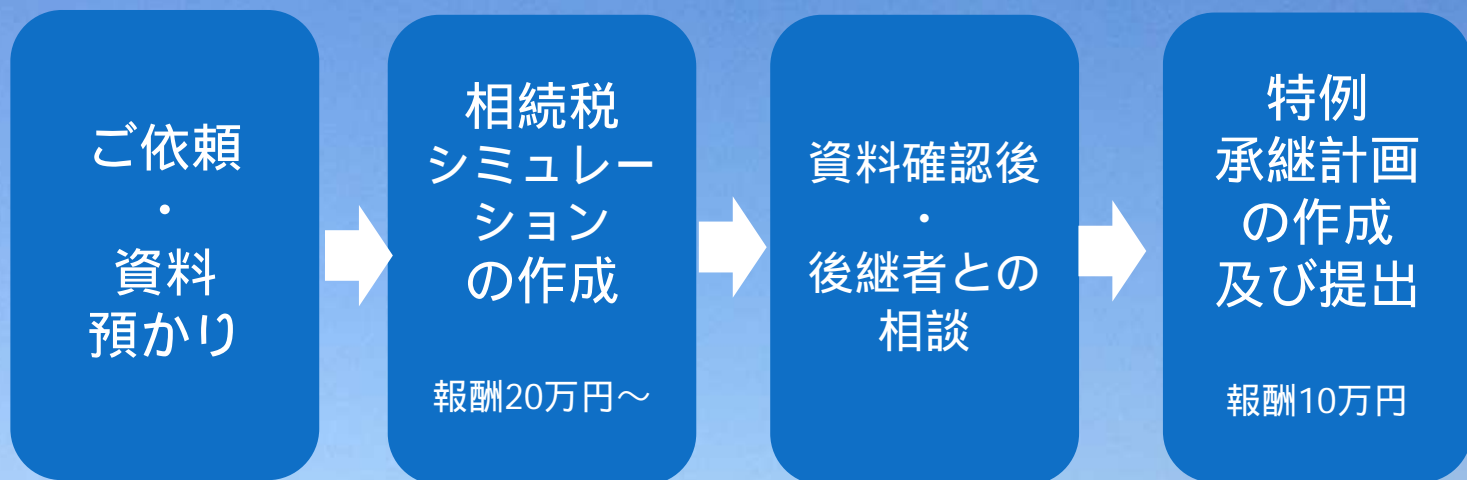 ご依頼
・
資料
預かり
相続税
シミュレー
ション
の作成
報酬20万円～
資料確認後
・
後継者との
相談
特例
承継計画
の作成
及び提出
報酬10万円